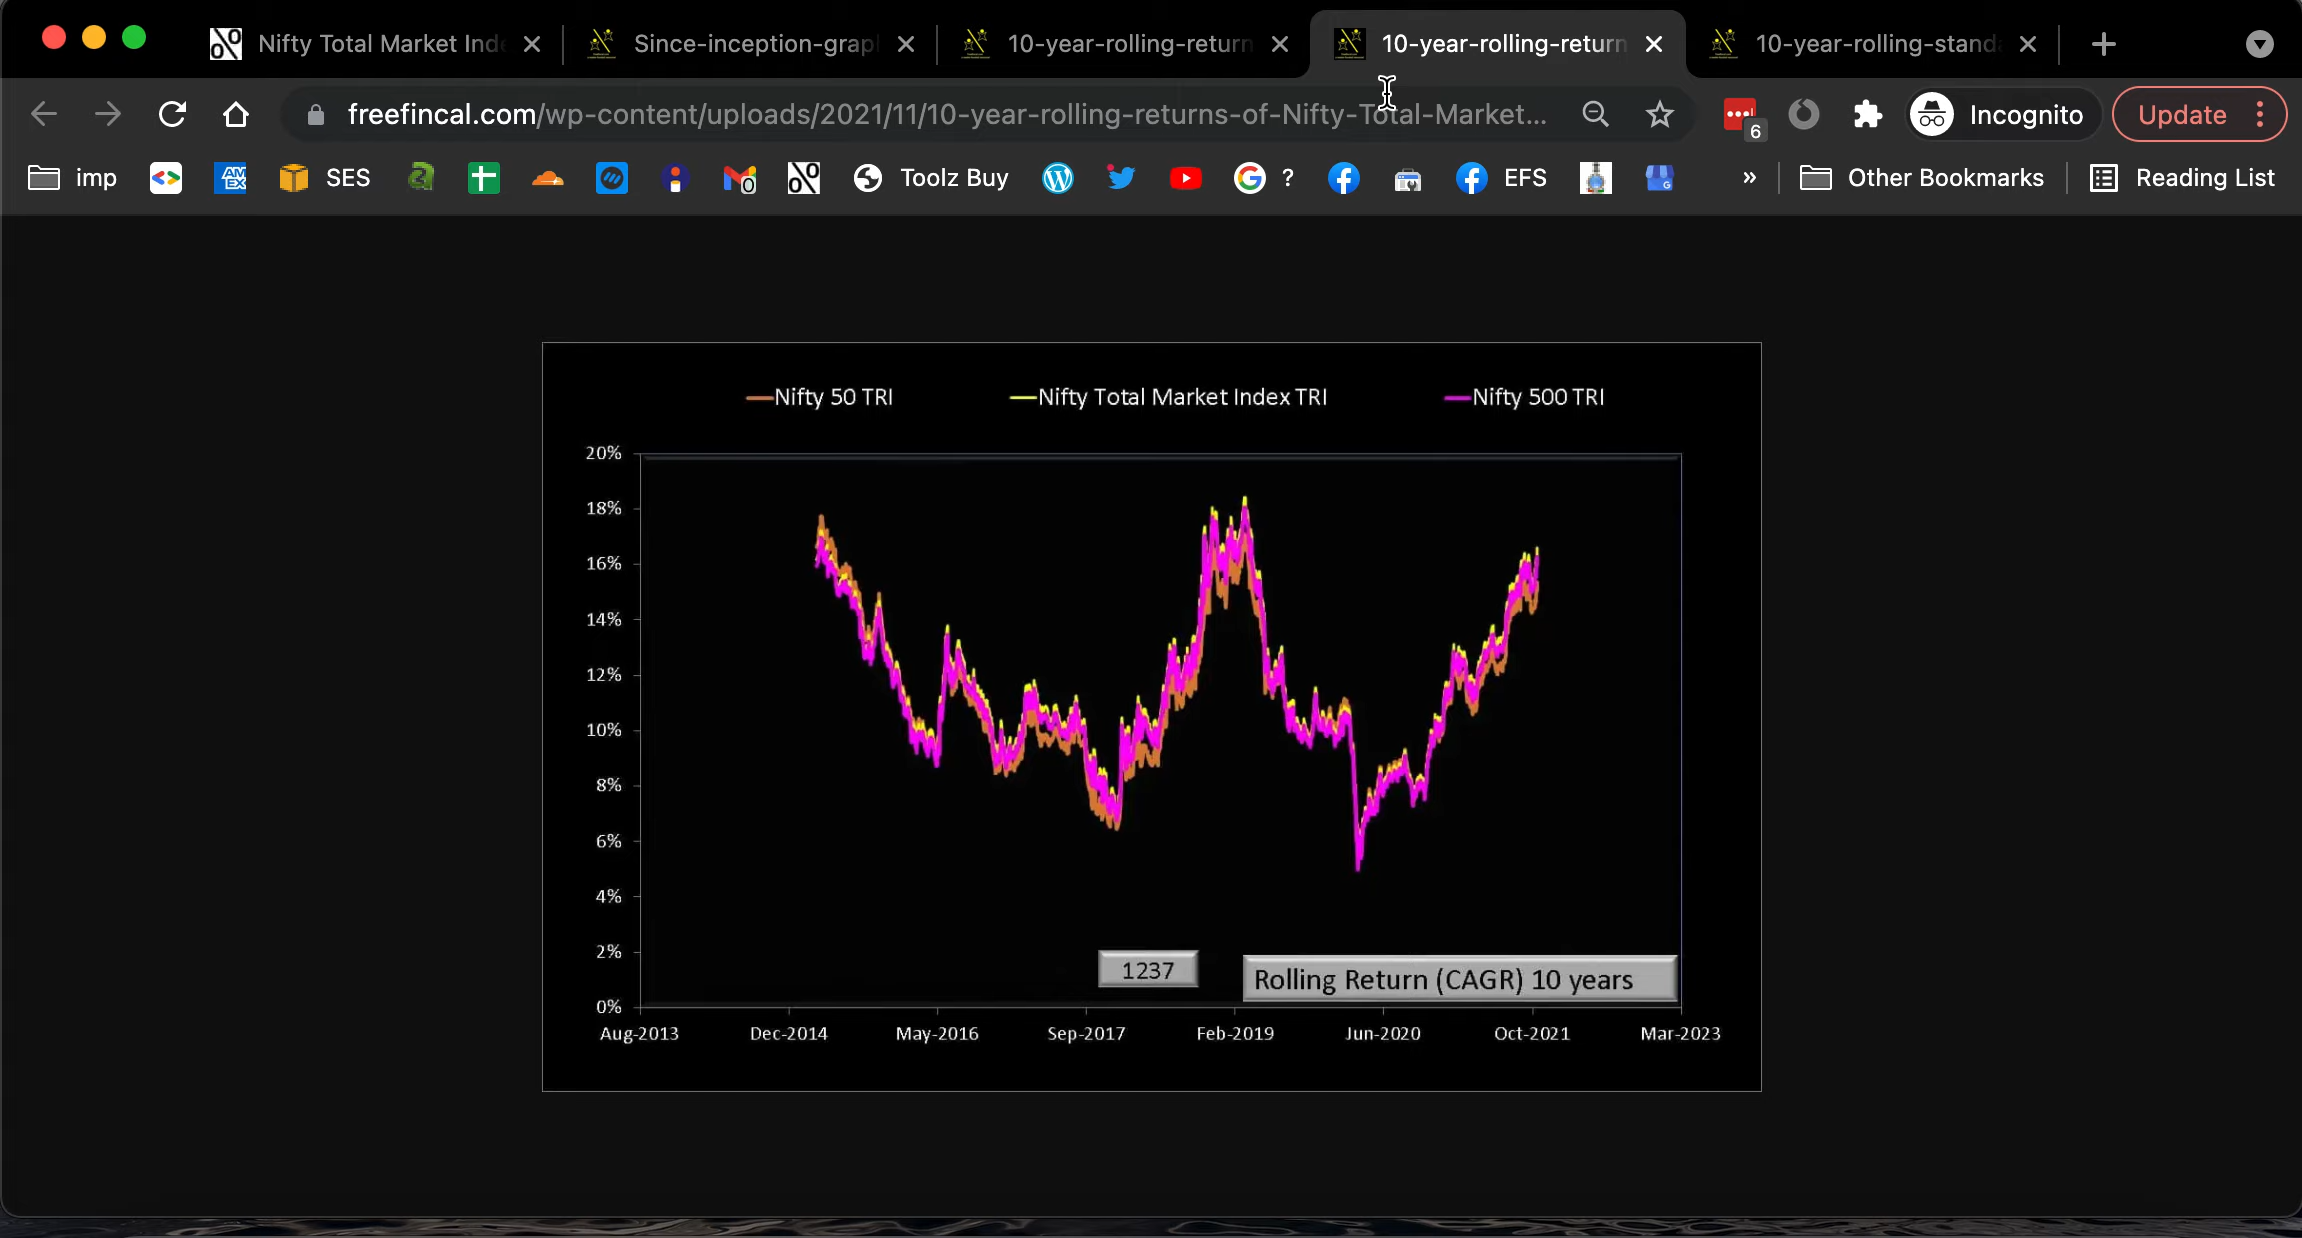 Nifty Total Market Inde
Since-inception-grap
10-year-rolling-return
10-year-rolling-return
10-year-rolling-stand
freefincal.com/wp-content/uploads/2021/11/10-year-rolling-returns-of-Nifty-Total-Market...
6
Incognito
Update
imp
AM EX
SES
0
Toolz Buy
?
EFS
»
Other Bookmarks
Reading List
Nifty 50 TRI
Nifty Total Market Index TRI
Nifty 500 TRI
20%
18%
16%
14%
12%
10%
8%
6%
4%
2%
0%
1237
Rolling Return (CAGR) 10 years
Aug-2013
Dec-2014
May-2016
Sep-2017
Feb-2019
Jun-2020
Oct-2021
Mar-2023